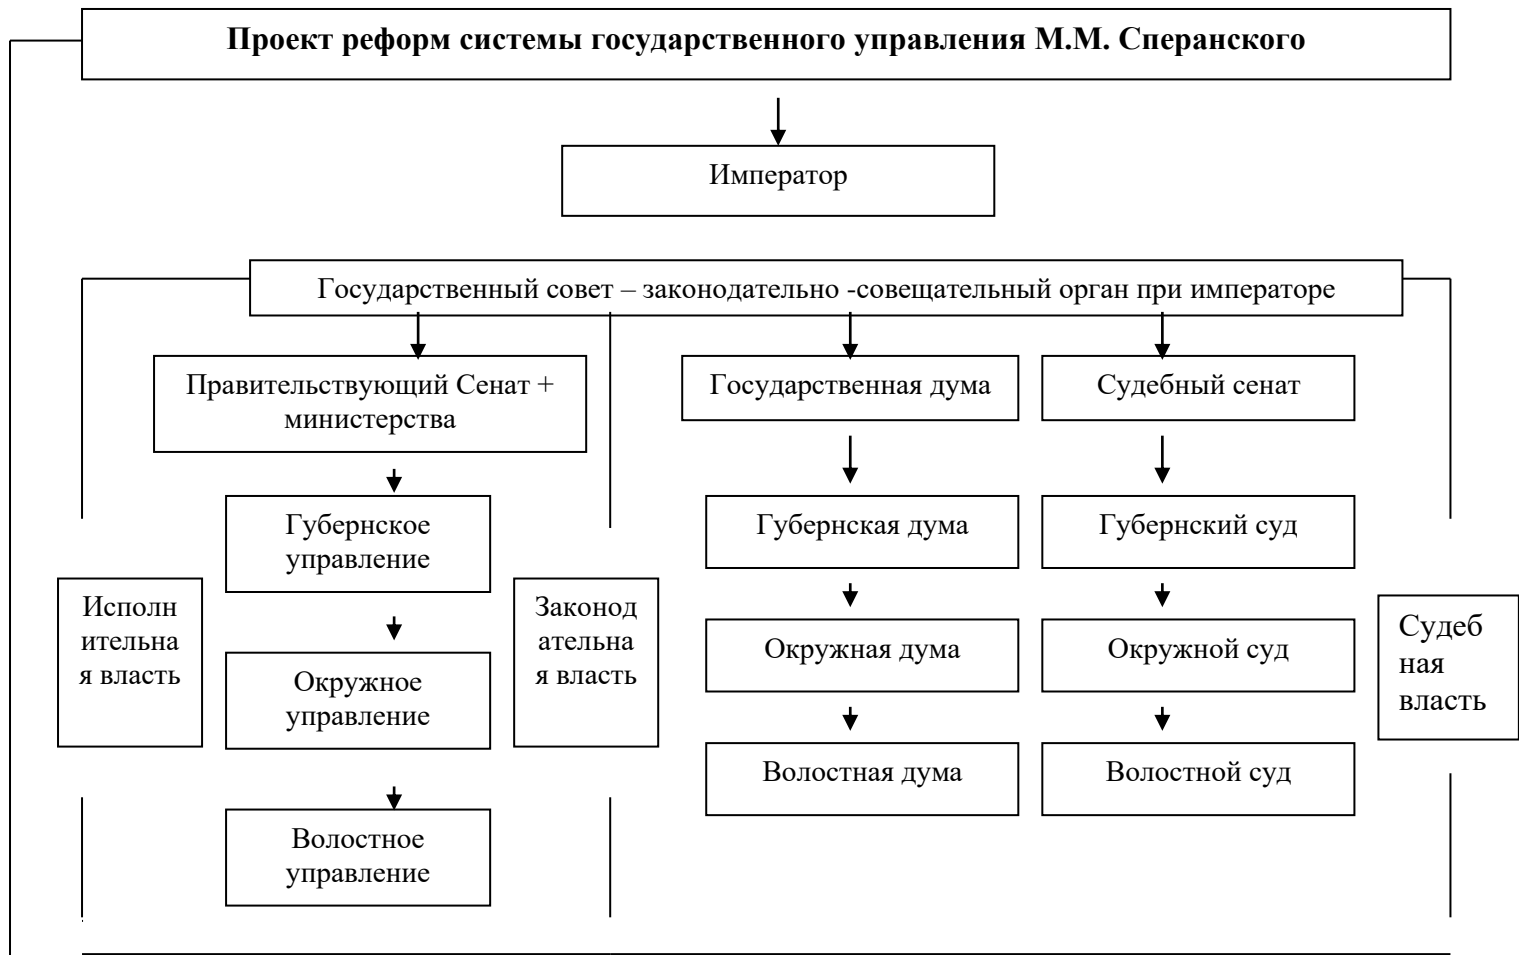 Проект реформ системы государственного управления М.М. Сперанского
Император
Государственный совет – законодательно -совещательный орган при императоре
Правительствующий Сенат +
министерства
Государственная дума
Судебный сенат
Губернское
управление
Губернская дума
Губернский суд
Исполн
ительна
я власть
Законод
ательна
я власть
Судеб
ная
власть
Окружное
управление
Окружная дума
Окружной суд
Волостная дума
Волостной суд
Волостное
управление